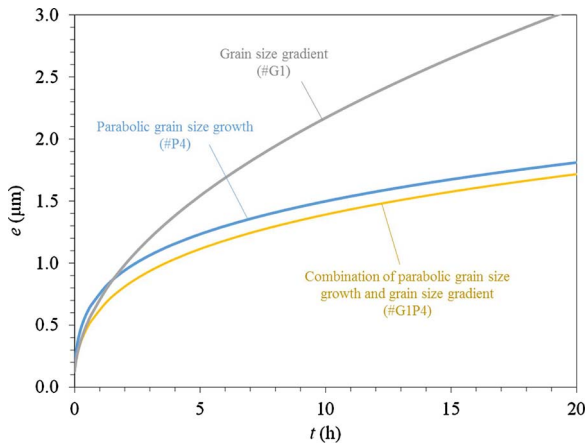 3.0
2.5
2.0
1.5
1.0
0.5
0.0
e (μm)
Grain size gradient
(#G1)
Parabolic grain size growth
(#P4)
Combination of parabolic grain size
growth and grain size gradient
(#G1P4)
0
5
10
15
20
t (h)